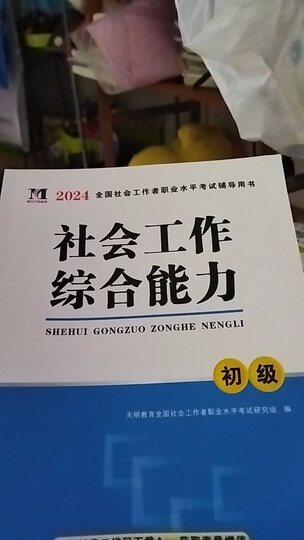 2024 全国社会工作者职业水平考试辅导用书
社会工作
综合能力
SHEHUI GONGZUO ZONGHE NENGLI
初级
天明教育全国社会工作者职业水平考试研究组 编